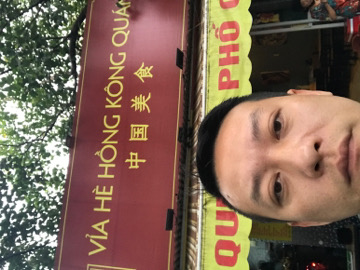 VỈA HÈ HỒNG KÔNG QUÁN
中国美食
PHỐ
QU